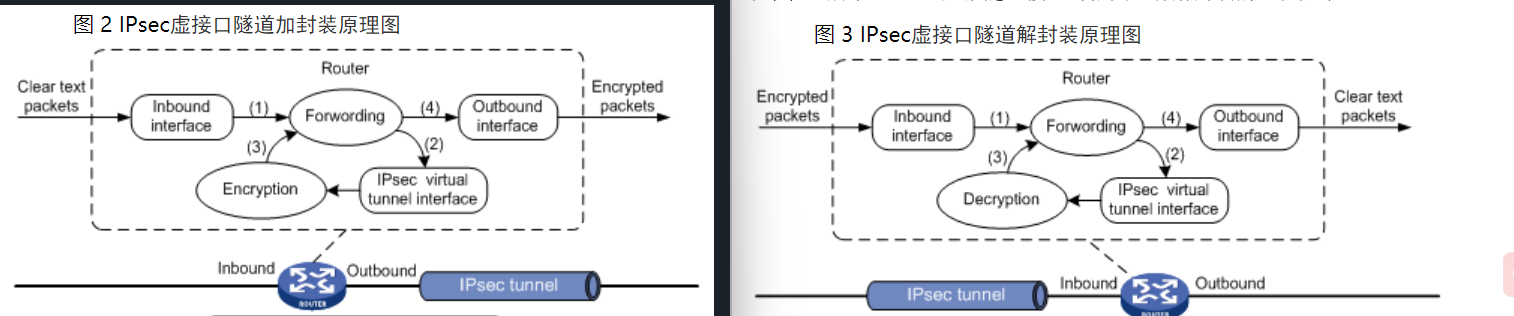 图 2 IPsec虚接口隧道加封装原理图
Router
Clear text
packets
Inbound
interface
(1)
Forwording
(4)
Outbound
interface
Encrypted
packets
(3)
(2)
Encryption
IPsec virtual
tunnel interface
Inbound
Outbound
IPsec tunnel
ROUTER
图 3 IPsec虚接口隧道解封装原理图
Router
Encrypted
packets
Inbound
interface
(1)
Forwording
(4)
Outbound
interface
Clear text
packets
(3)
(2)
Decryption
IPsec virtual
tunnel interface
IPsec tunnel
Inbound
Outbound